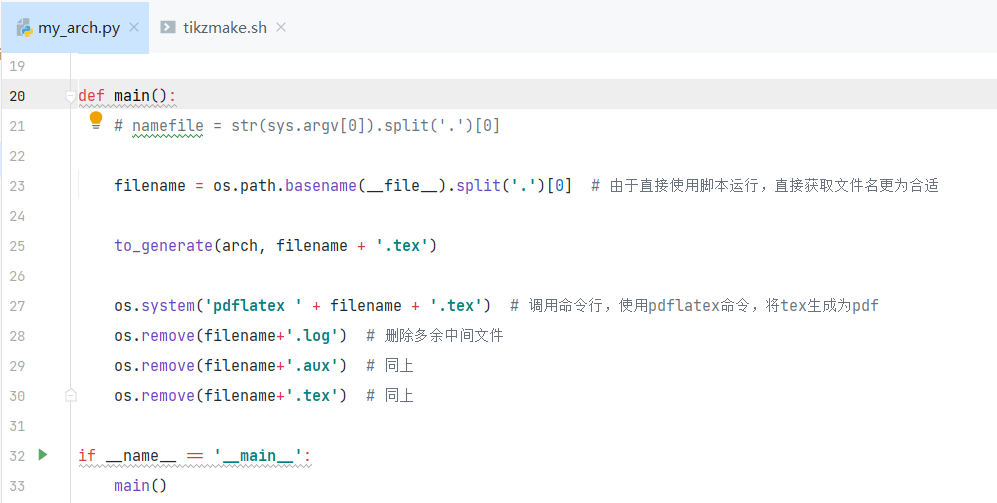 my_arch.py
tikzmake.sh
19
20 def main():
21 # namefile = str(sys.argv[0]).split('.')[0]
22
23 filename = os.path.basename(__file__).split('.')[0]  # 由于直接使用脚本运行，直接获取文件名更为合适
24
25 to_generate(arch, filename + '.tex')
26
27 os.system('pdflatex ' + filename + '.tex')  # 调用命令行，使用pdflatex命令，将tex生成为pdf
28 os.remove(filename+'.log')  # 删除多余中间文件
29 os.remove(filename+'.aux')  # 同上
30 os.remove(filename+'.tex')  # 同上
31
32 if __name__ == '__main__':
33 main()